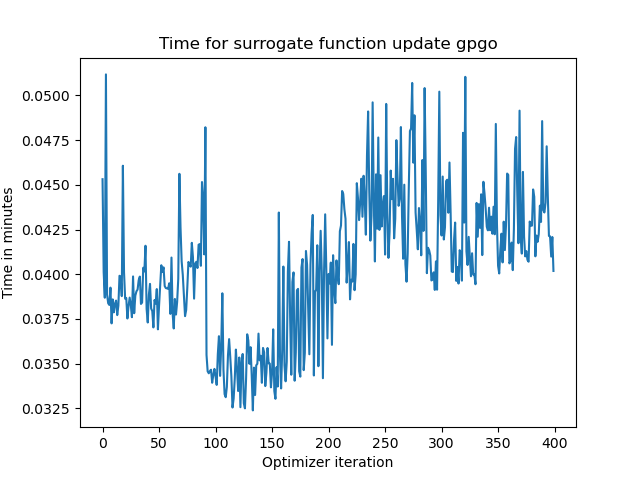 Time for surrogate function update gpgo
Time in minutes
0.0500
0.0475
0.0450
0.0425
0.0400
0.0375
0.0350
0.0325
0 50 100 150 200 250 300 350 400
Optimizer iteration